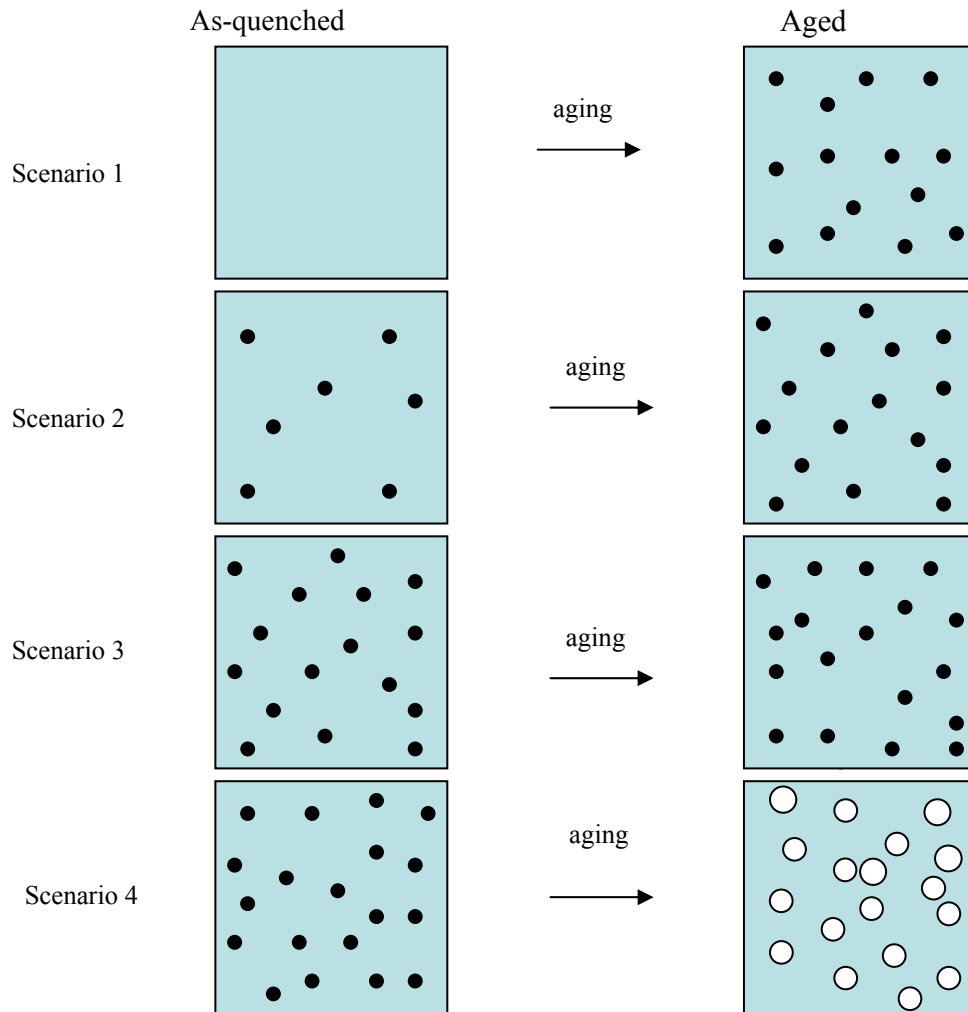 As-quenched
Aged
aging
Scenario 1
aging
Scenario 2
aging
Scenario 3
aging
Scenario 4